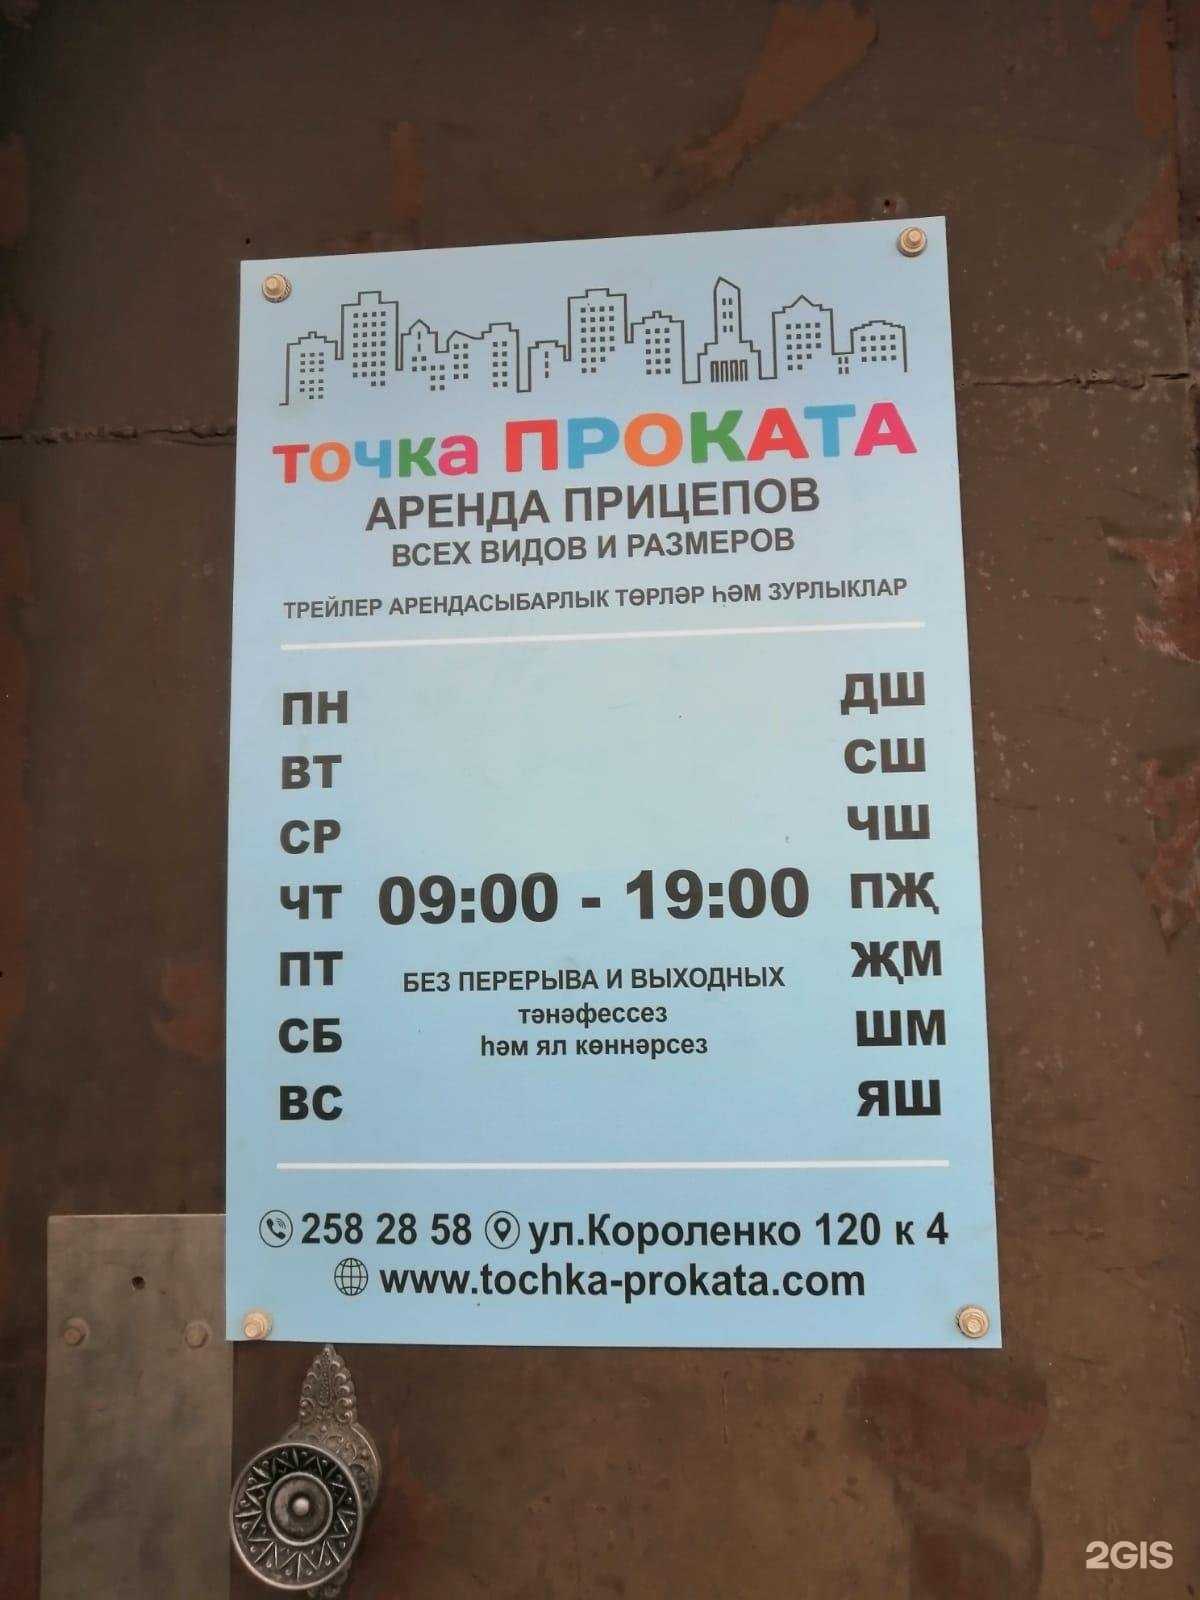 точка ПРОКАТА
АРЕНДА ПРИЦЕПОВ
ВСЕХ ВИДОВ И РАЗМЕРОВ
ТРЕЙЛЕР АРЕНДАСЫБАРЛЫК ТӨРЛӘР ҺӘМ ЗУРЛЫКЛАР
ПН ДШ
ВТ СШ
СР ЧШ
ЧТ 09:00 - 19:00 ПҖ
ПТ ҖМ
БЕЗ ПЕРЕРЫВА И ВЫХОДНЫХ
тәнәфессез
СБ ШМ
һәм ял көннәрсез
ВС ЯШ
258 28 58 ул.Короленко 120 к 4
www.tochka-prokata.com
2GIS